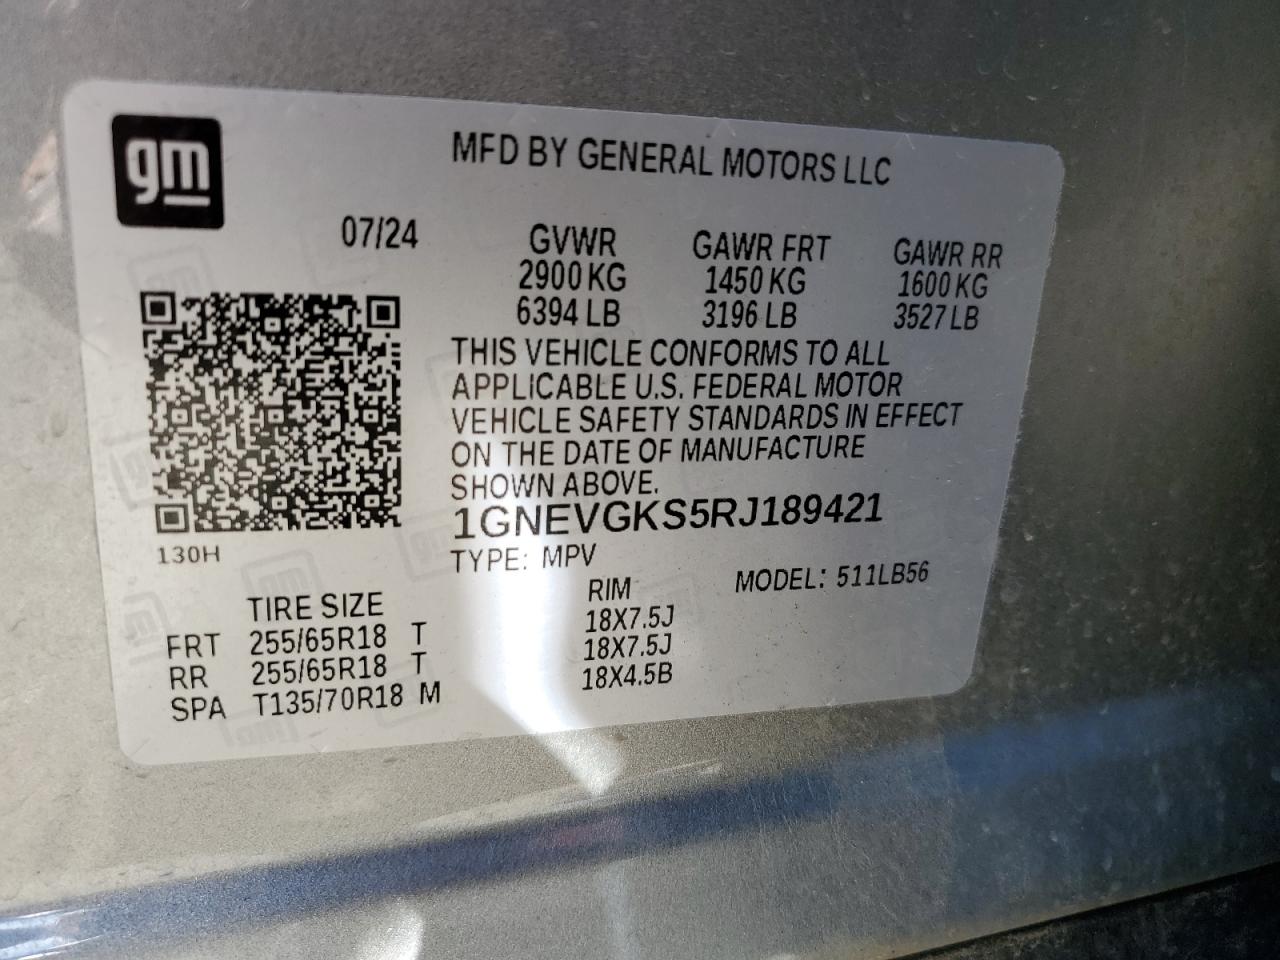 gm
MFD BY GENERAL MOTORS LLC
07/24 GVWR GAWR FRT GAWR RR
2900 KG 1450 KG 1600 KG
6394 LB 3196 LB 3527 LB
THIS VEHICLE CONFORMS TO ALL
APPLICABLE U.S. FEDERAL MOTOR
VEHICLE SAFETY STANDARDS IN EFFECT
ON THE DATE OF MANUFACTURE
SHOWN ABOVE.
1GNEVGKS5RJ189421
130H
TYPE: MPV MODEL: 511LB56
TIRE SIZE RIM
FRT 255/65R18 T 18X7.5J
RR 255/65R18 T 18X7.5J
SPA T135/70R18 M 18X4.5B